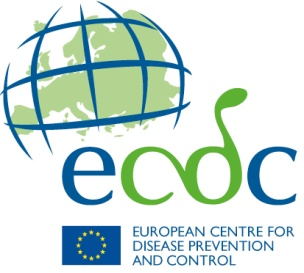 ecdc
EUROPEAN CENTRE FOR
DISEASE PREVENTION
AND CONTROL